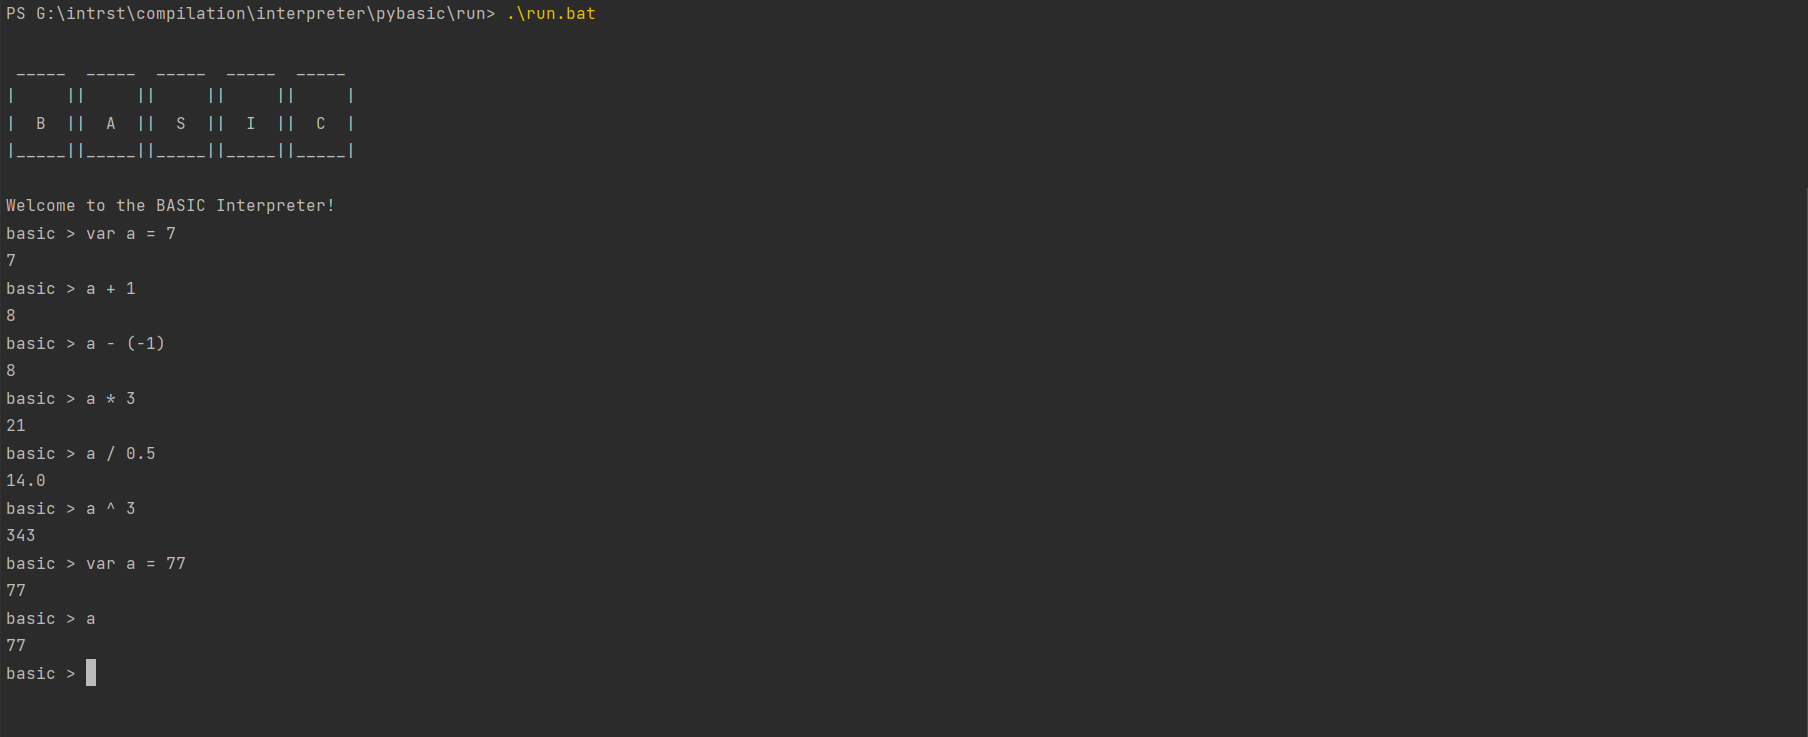 PS G:\intrst\compilation\interpreter\pybasic\run> .\run.bat
 _____  _____  _____  _____  _____
|     ||     ||     ||     ||     |
|  B  ||  A  ||  S  ||  I  ||  C  |
|_____||_____||_____||_____||_____|
Welcome to the BASIC Interpreter!
basic > var a = 7
7
basic > a + 1
8
basic > a - (-1)
8
basic > a * 3
21
basic > a / 0.5
14.0
basic > a ^ 3
343
basic > var a = 77
77
basic > a
77
basic >